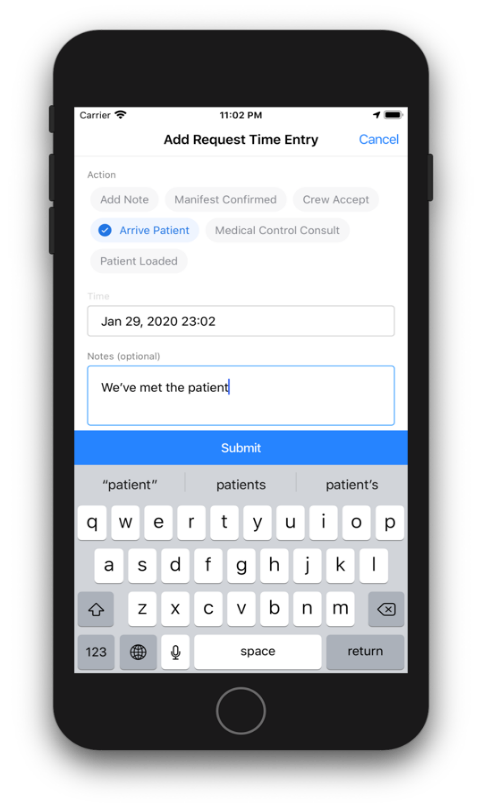 Carrier 11:02 PM
Add Request Time Entry Cancel
Action
Add Note Manifest Confirmed Crew Accept
Arrive Patient Medical Control Consult
Patient Loaded
Time
Jan 29, 2020 23:02
Notes (optional)
We’ve met the patient
Submit
“patient” patients patient’s
q w e r t y u i o p
a s d f g h j k l
z x c v b n m
123 space return